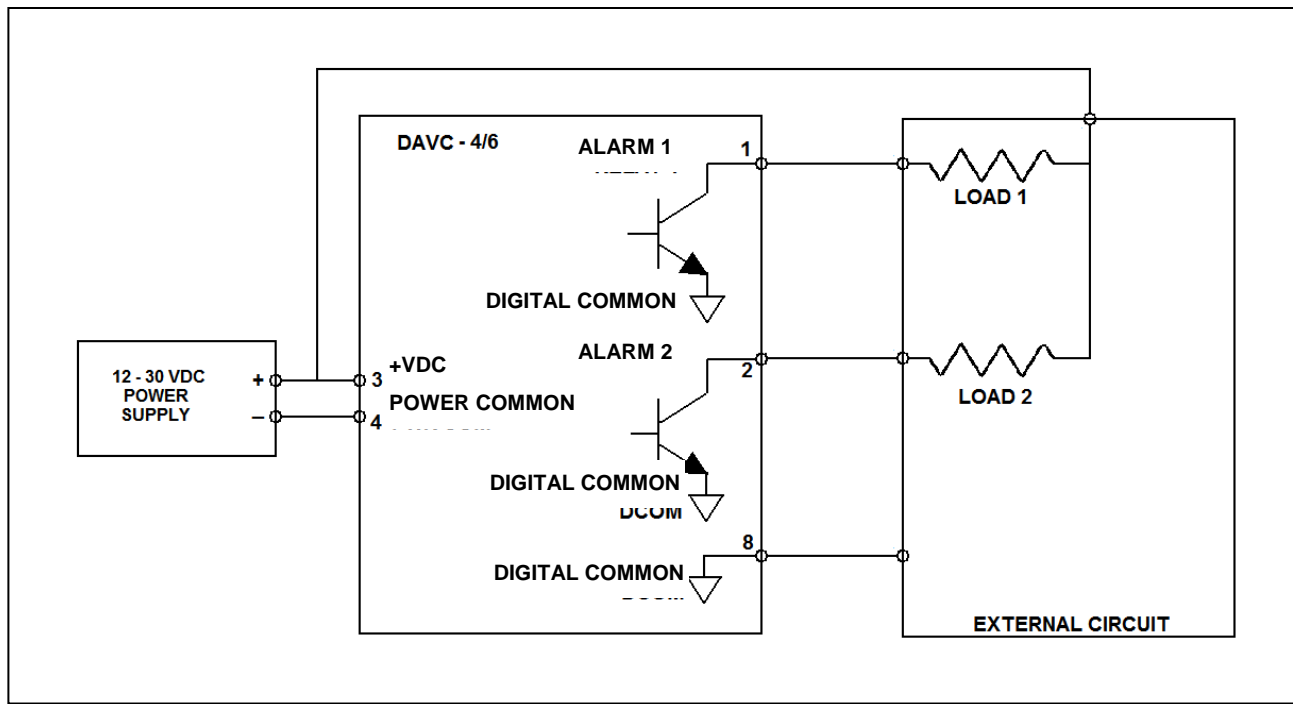 DAVC - 4/6
ALARM 1
1
LOAD 1
DIGITAL COMMON
ALARM 2
2
LOAD 2
12 - 30 VDC
POWER
SUPPLY
+
–
3
+VDC
4
POWER COMMON
DIGITAL COMMON
DCOM
8
DIGITAL COMMON
EXTERNAL CIRCUIT